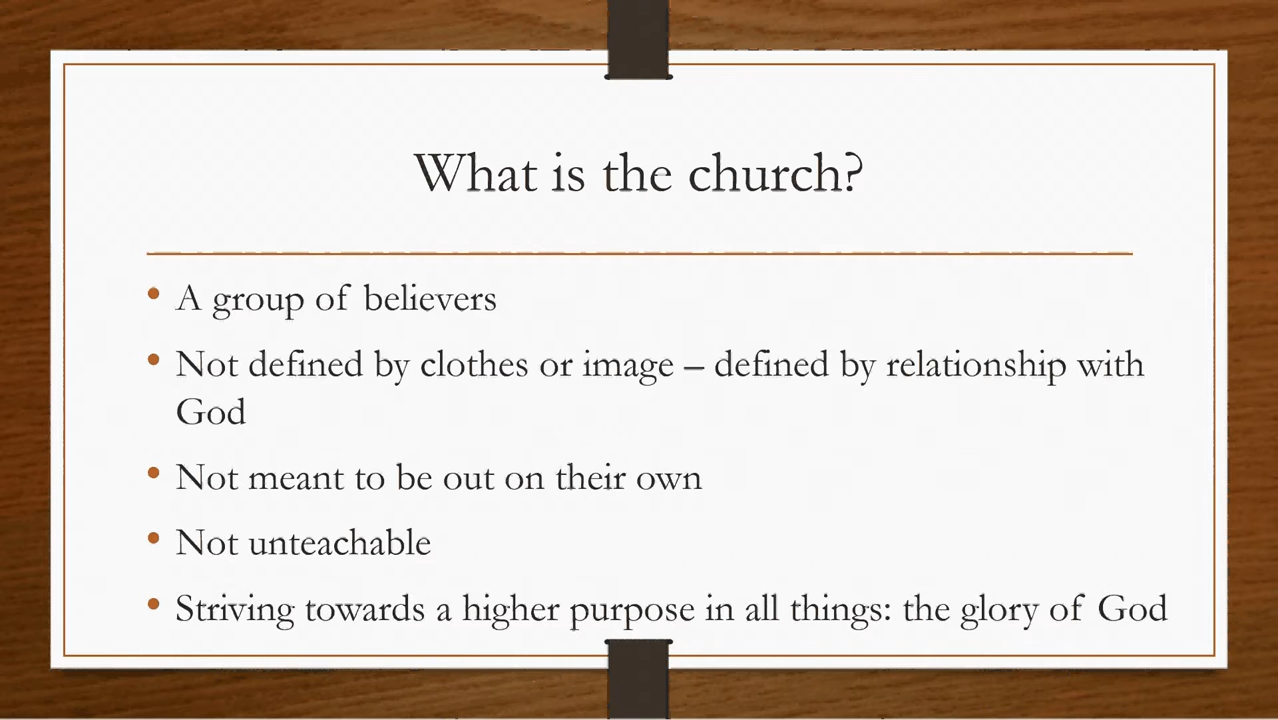 What is the church?
• A group of believers
• Not defined by clothes or image – defined by relationship with
God
• Not meant to be out on their own
• Not unteachable
• Striving towards a higher purpose in all things: the glory of God